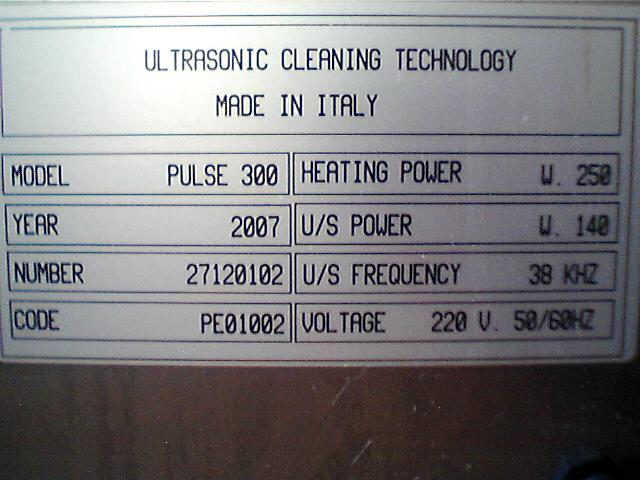 ULTRASONIC CLEANING TECHNOLOGY
MADE IN ITALY
MODEL PULSE 300 HEATING POWER W. 250
YEAR 2007 U/S POWER W. 140
NUMBER 27120102 U/S FREQUENCY 38 KHZ
CODE PE01002 VOLTAGE 220 V. 50/60HZ